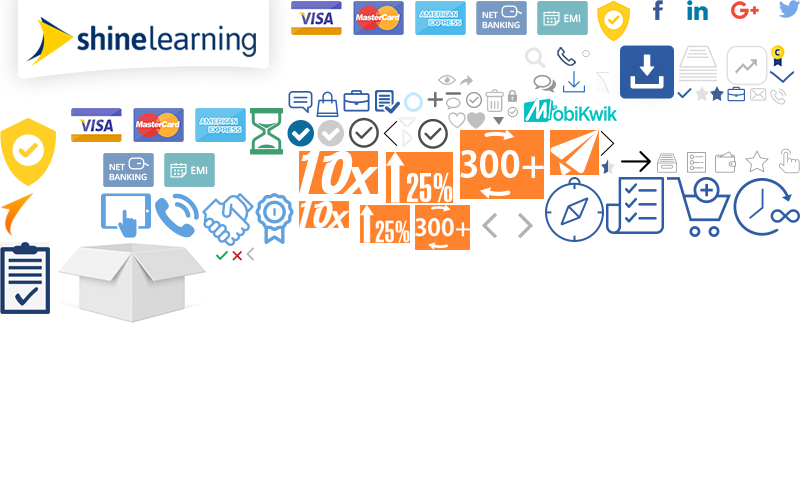 shinelearning
VISA
MasterCard
AMERICAN
EXPRESS
NET
BANKING
EMI
f
in
G+
C
MobiKwik
VISA
MasterCard
AMERICAN
EXPRESS
NET
BANKING
EMI
10x
25%
300+
10x
25%
300+
1